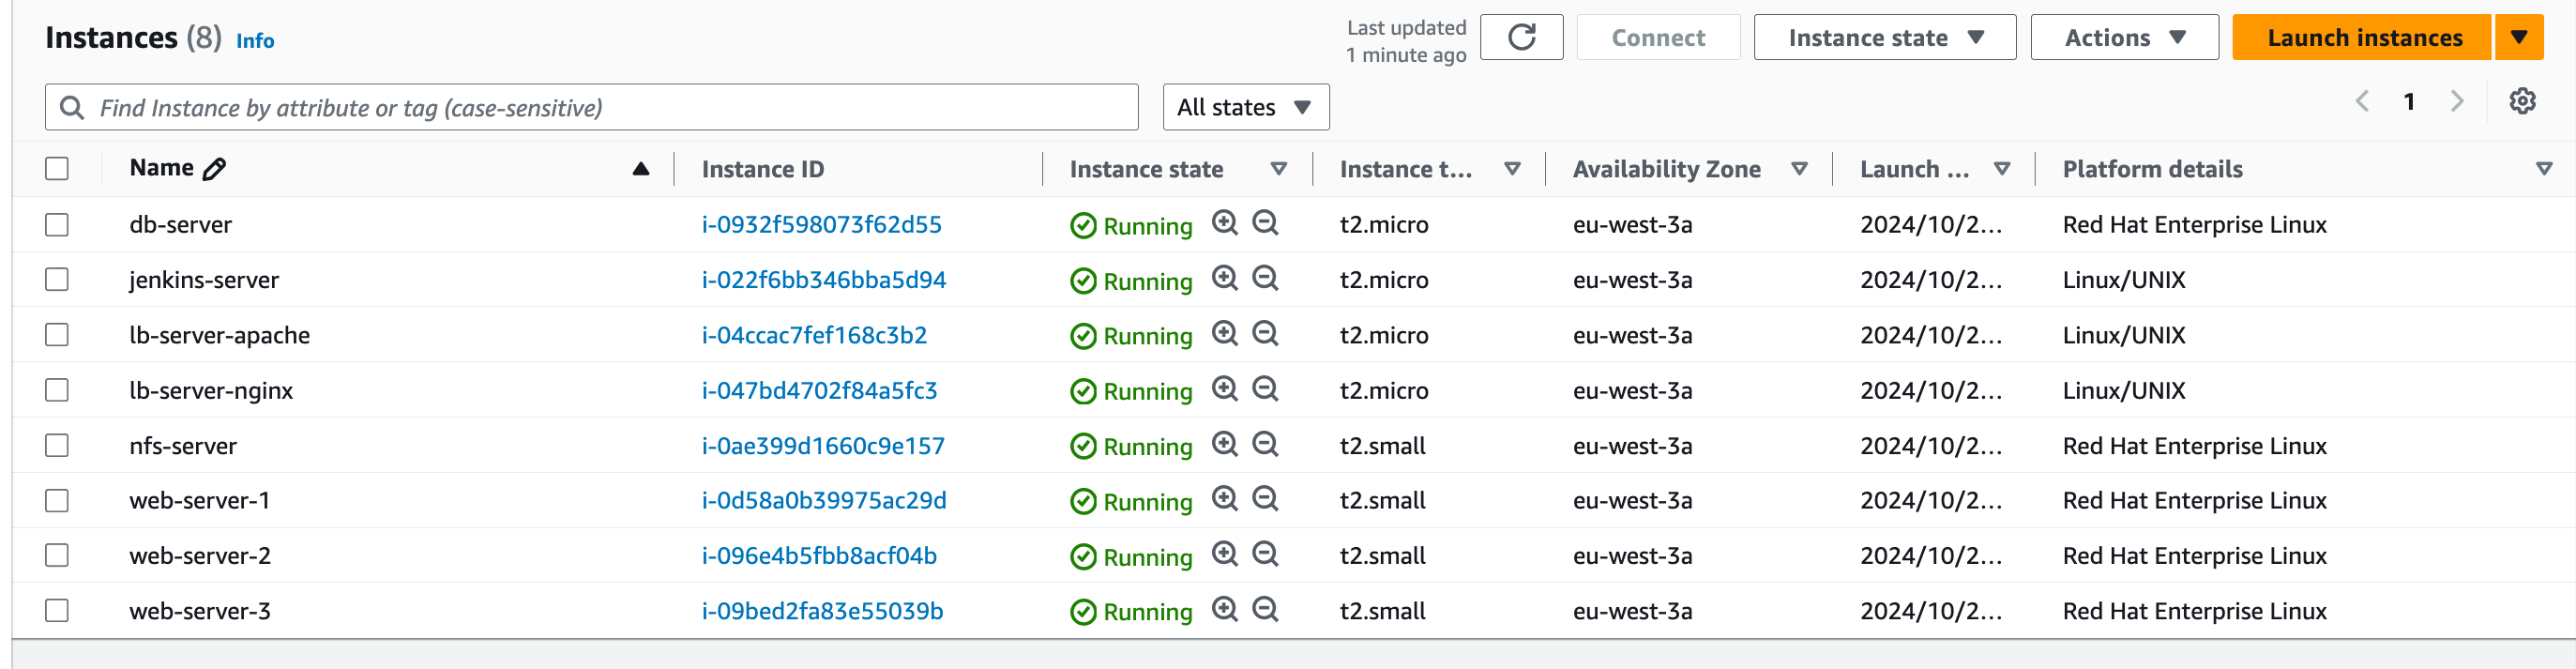 Instances (8) Info
Last updated
1 minute ago
Connect
Instance state
Actions
Launch instances
Find Instance by attribute or tag (case-sensitive)
All states
1
Name Instance ID Instance state Instance t... Availability Zone Launch ... Platform details
db-server i-0932f598073f62d55 Running t2.micro eu-west-3a 2024/10/2... Red Hat Enterprise Linux
jenkins-server i-022f6bb346bba5d94 Running t2.micro eu-west-3a 2024/10/2... Linux/UNIX
lb-server-apache i-04ccac7fef168c3b2 Running t2.micro eu-west-3a 2024/10/2... Linux/UNIX
lb-server-nginx i-047bd4702f84a5fc3 Running t2.micro eu-west-3a 2024/10/2... Linux/UNIX
nfs-server i-0ae399d1660c9e157 Running t2.small eu-west-3a 2024/10/2... Red Hat Enterprise Linux
web-server-1 i-0d58a0b39975ac29d Running t2.small eu-west-3a 2024/10/2... Red Hat Enterprise Linux
web-server-2 i-096e4b5fbb8acf04b Running t2.small eu-west-3a 2024/10/2... Red Hat Enterprise Linux
web-server-3 i-09bed2fa83e55039b Running t2.small eu-west-3a 2024/10/2... Red Hat Enterprise Linux